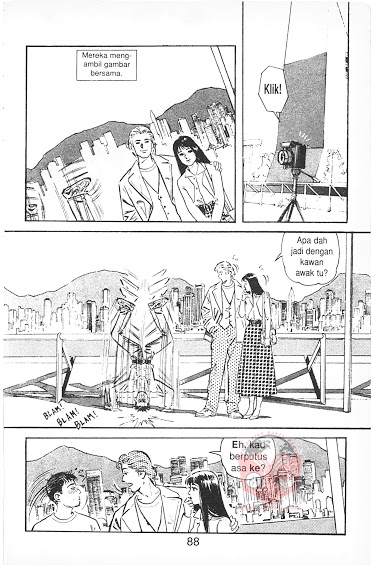 Mereka meng-
ambil gambar
bersama.
Klik!
Apa dah
jadi dengan
kawan
awak tu?
BLAM!
BLAM!
BLAM!
Eh, kau
berputus
asa ke?
88